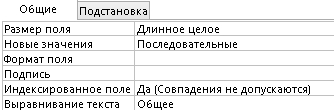 Общие Подстановка
Размер поля Длинное целое
Новые значения Последовательные
Формат поля
Подпись
Индексированное поле Да (Совпадения не допускаются)
Выравнивание текста Общее